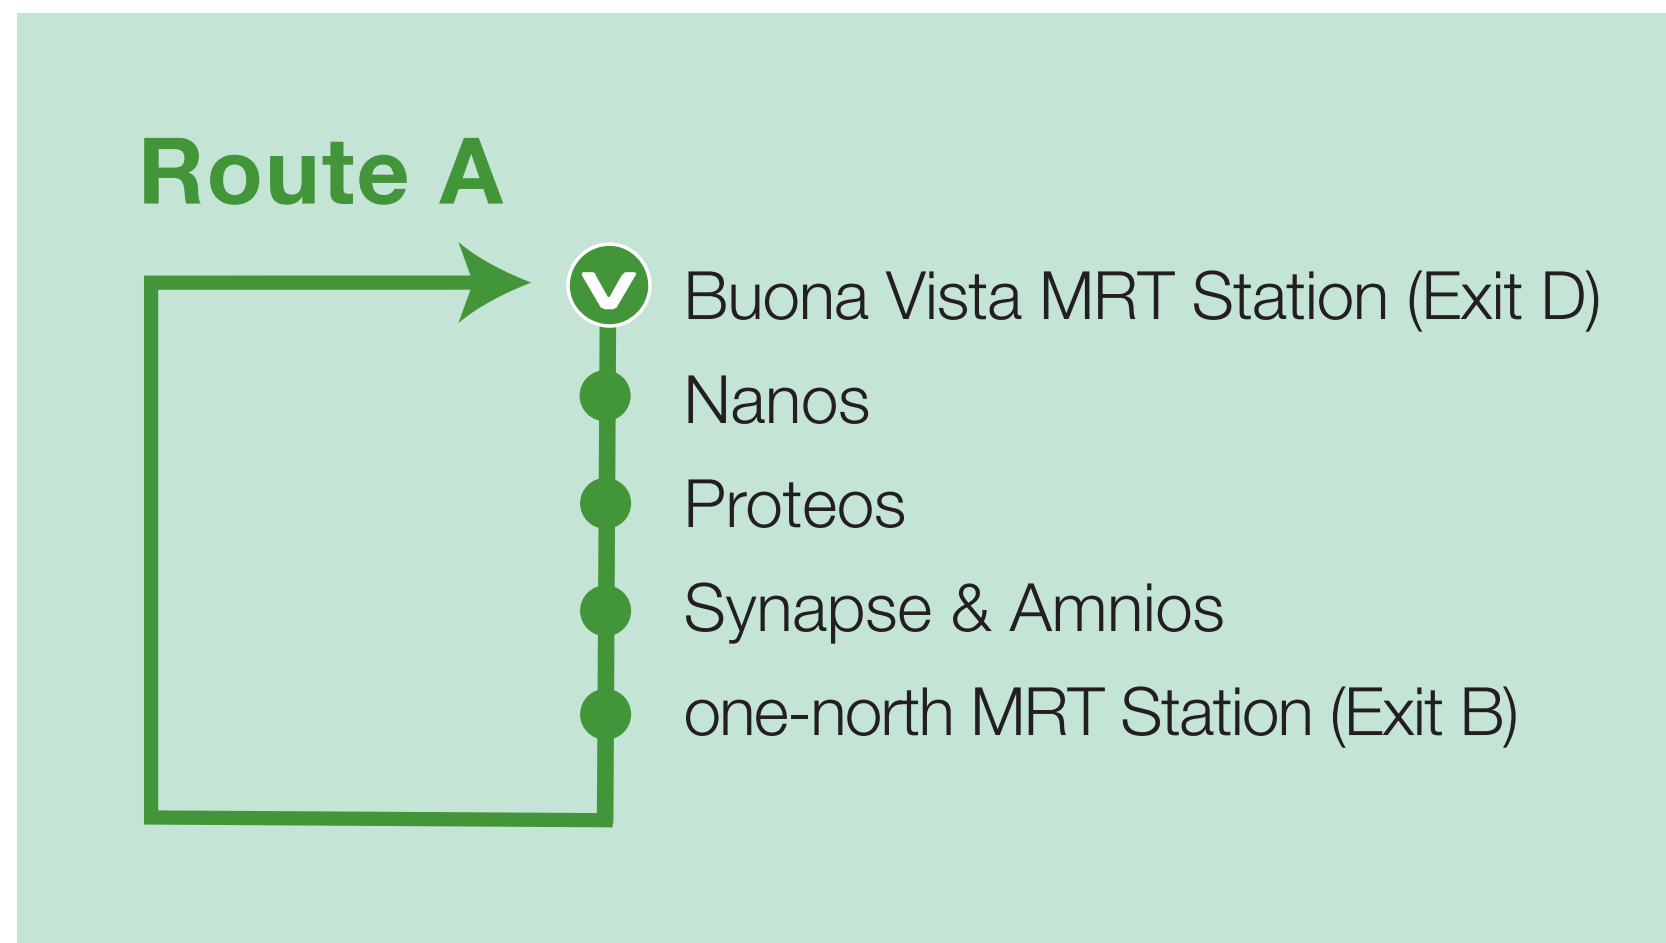 Route A
Buona Vista MRT Station (Exit D)
Nanos
Proteos
Synapse & Amnios
one-north MRT Station (Exit B)